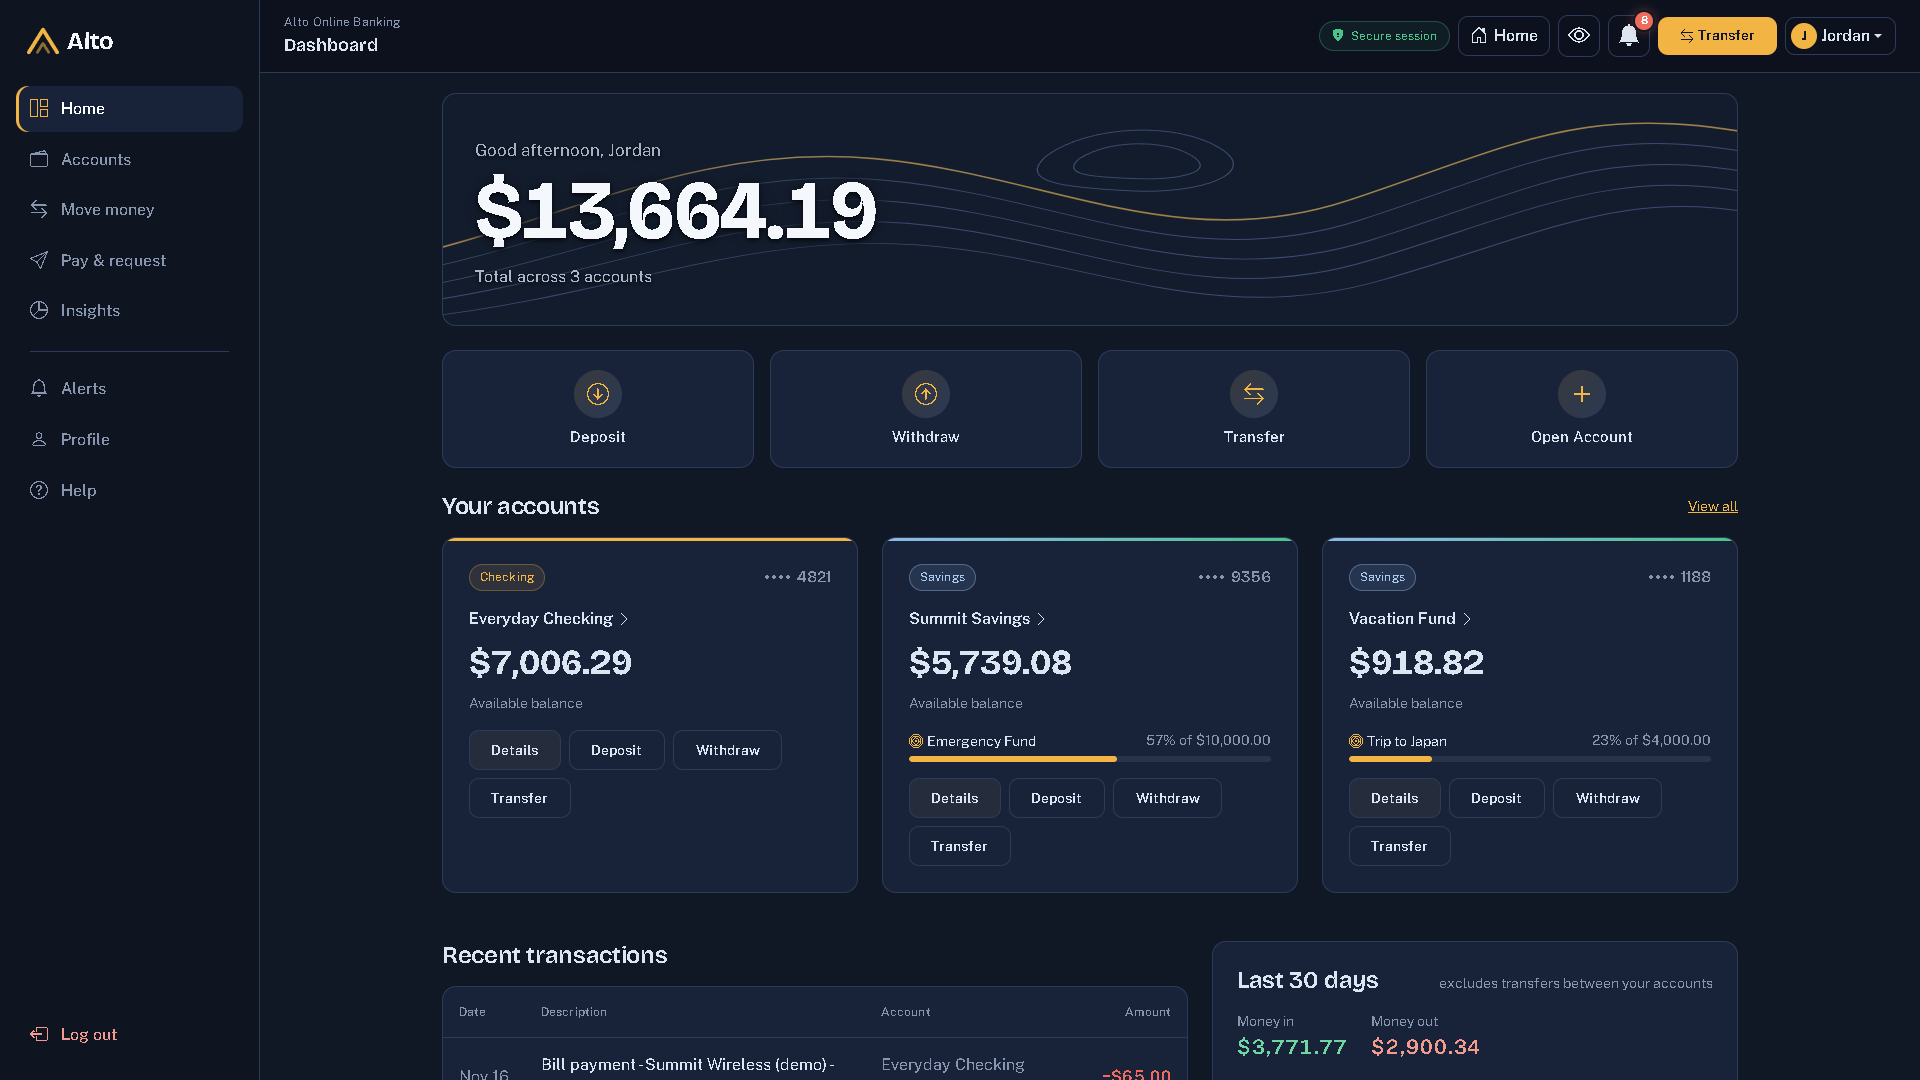 Alto
Home
Accounts
Move money
Pay & request
Insights
Alerts
Profile
Help
Log out
Alto Online Banking
Dashboard
Secure session
Home
8
Transfer
J
Jordan
Good afternoon, Jordan
$13,664.19
Total across 3 accounts
Deposit
Withdraw
Transfer
Open Account
Your accounts
View all
Checking
•••• 4821
Everyday Checking
$7,006.29
Available balance
Details
Deposit
Withdraw
Transfer
Savings
•••• 9356
Summit Savings
$5,739.08
Available balance
Emergency Fund
57% of $10,000.00
Details
Deposit
Withdraw
Transfer
Savings
•••• 1188
Vacation Fund
$918.82
Available balance
Trip to Japan
23% of $4,000.00
Details
Deposit
Withdraw
Transfer
Recent transactions
Date
Description
Account
Amount
Nov 16
Bill payment - Summit Wireless (demo) -
Everyday Checking
-$65.00
Last 30 days
excludes transfers between your accounts
Money in
$3,771.77
Money out
$2,900.34